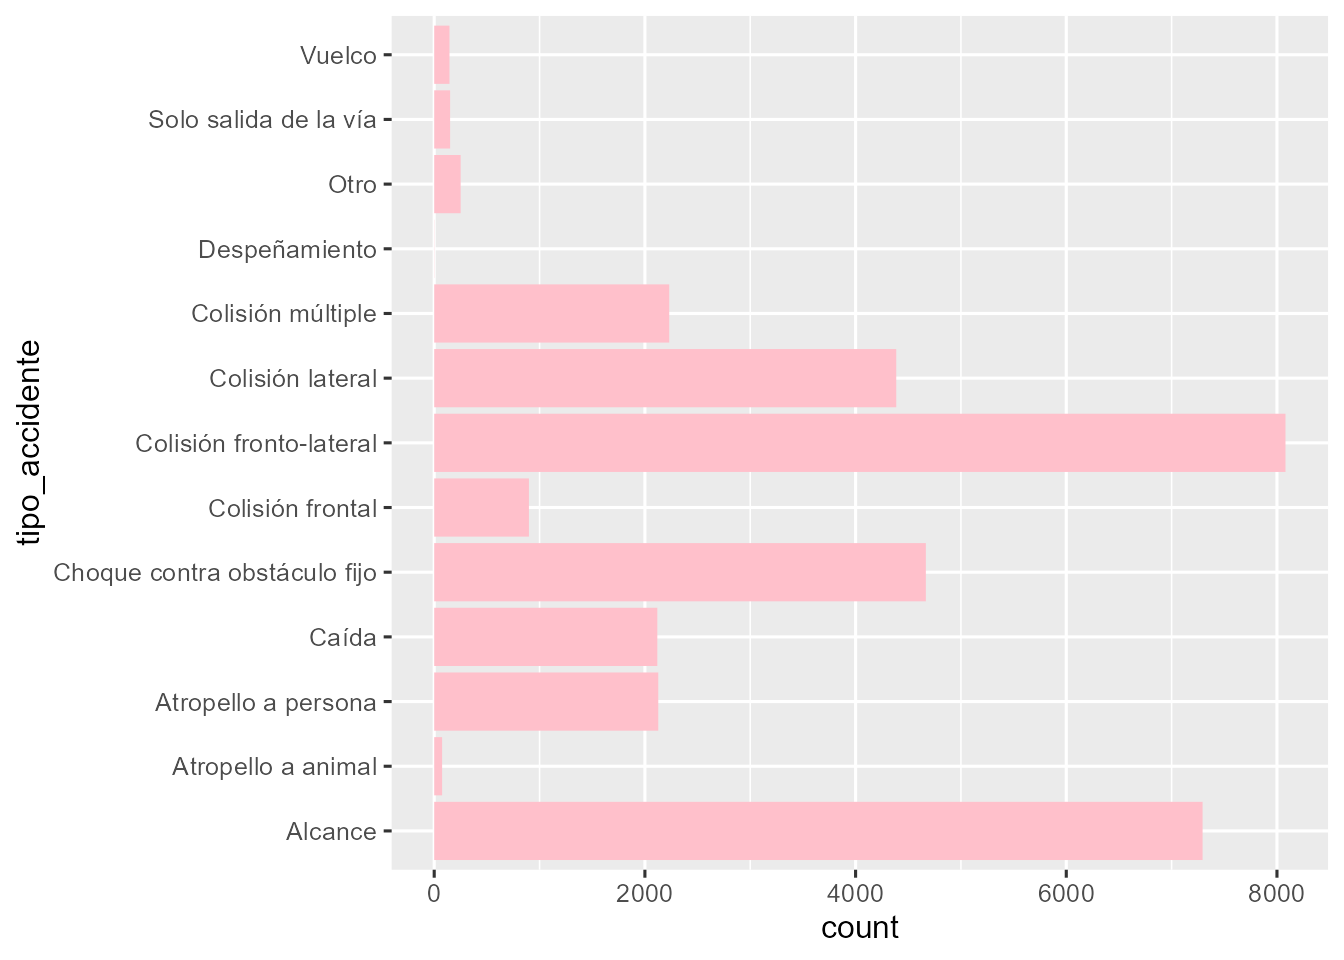 Vuelco
Solo salida de la vía
Otro
Despeñamiento
Colisión múltiple
Colisión lateral
Colisión fronto-lateral
Colisión frontal
Choque contra obstáculo fijo
Caída
Atropello a persona
Atropello a animal
Alcance
tipo_accidente
0 2000 4000 6000 8000
count